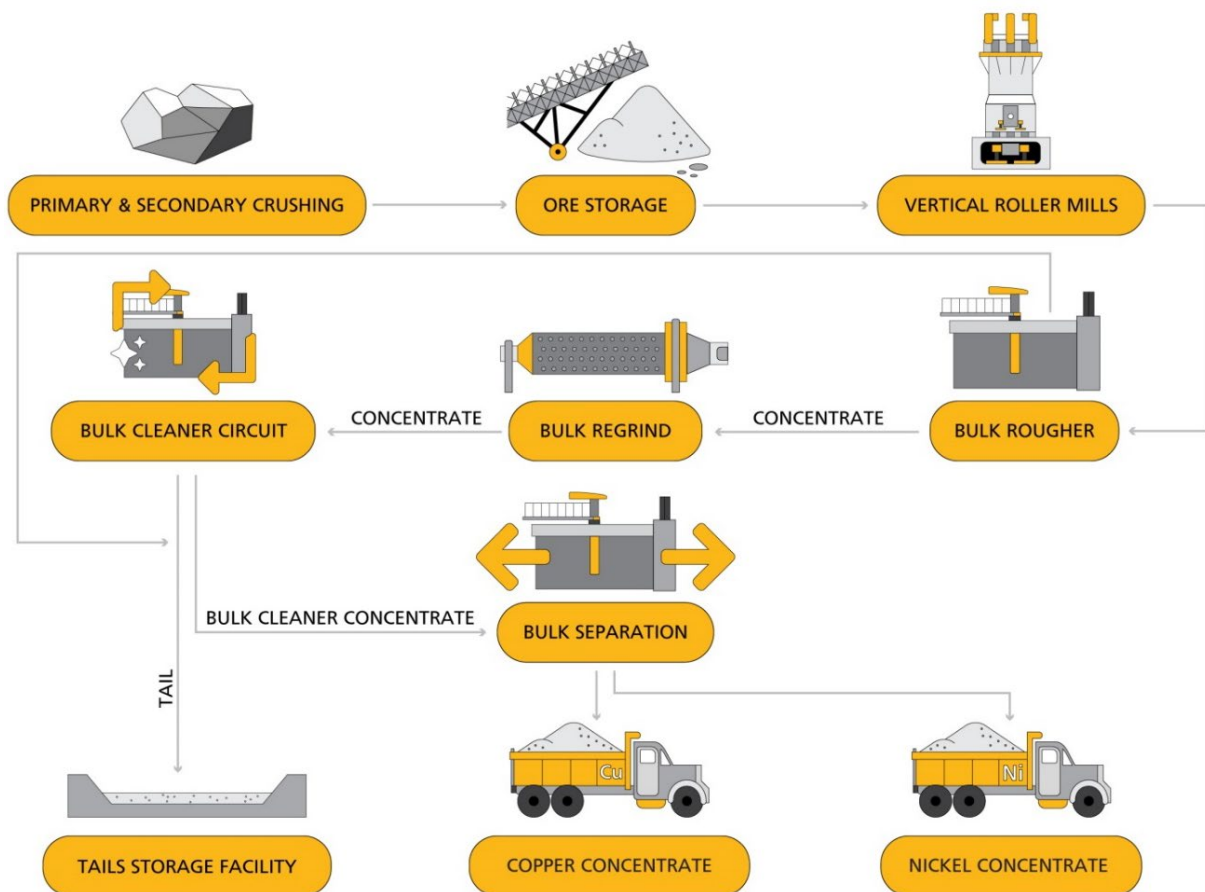 PRIMARY & SECONDARY CRUSHING
ORE STORAGE
VERTICAL ROLLER MILLS
BULK CLEANER CIRCUIT
CONCENTRATE
BULK REGRIND
CONCENTRATE
BULK ROUGHER
BULK CLEANER CONCENTRATE
BULK SEPARATION
TAIL
Cu
Ni
TAILS STORAGE FACILITY
COPPER CONCENTRATE
NICKEL CONCENTRATE